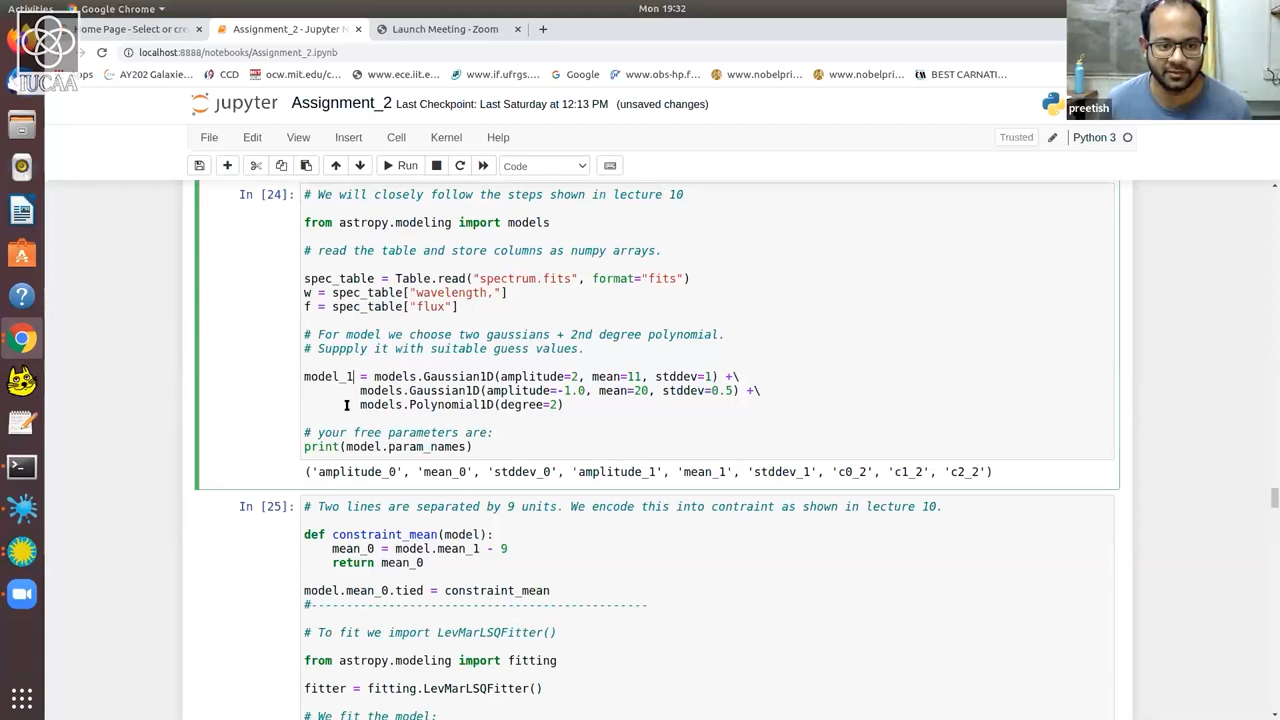 Activities
Google Chrome
Mon 19:32
Home Page - Select or cre
Assignment_2 - Jupyter N
Launch Meeting - Zoom
localhost:8888/notebooks/Assignment_2.ipynb
AY202 Galaxie
CCD
ocw.mit.edu/c...
www.ece.iit.e...
www.if.ufrgs....
Google
www.obs-hp.f...
www.nobelpri...
www.nobelpri...
BEST CARNATI...
IUCAA
preetish
jupyter Assignment_2 Last Checkpoint: Last Saturday at 12:13 PM (unsaved changes)
File Edit View Insert Cell Kernel Help
Trusted
Python 3
Run
Code
In [24]:
# We will closely follow the steps shown in lecture 10
from astropy.modeling import models
# read the table and store columns as numpy arrays.
spec_table = Table.read("spectrum.fits", format="fits")
w = spec_table["wavelength,"]
f = spec_table["flux"]
# For model we choose two gaussians + 2nd degree polynomial.
# Suppply it with suitable guess values.
model_1 = models.Gaussian1D(amplitude=2, mean=11, stddev=1) +\
models.Gaussian1D(amplitude=-1.0, mean=20, stddev=0.5) +\
models.Polynomial1D(degree=2)
# your free parameters are:
print(model.param_names)
('amplitude_0', 'mean_0', 'stddev_0', 'amplitude_1', 'mean_1', 'stddev_1', 'c0_2', 'c1_2', 'c2_2')
In [25]:
# Two lines are separated by 9 units. We encode this into contraint as shown in lecture 10.
def constraint_mean(model):
mean_0 = model.mean_1 - 9
return mean_0
model.mean_0.tied = constraint_mean
#------------------------------------------------
# To fit we import LevMarLSQFitter()
from astropy.modeling import fitting
fitter = fitting.LevMarLSQFitter()
# We fit the model: